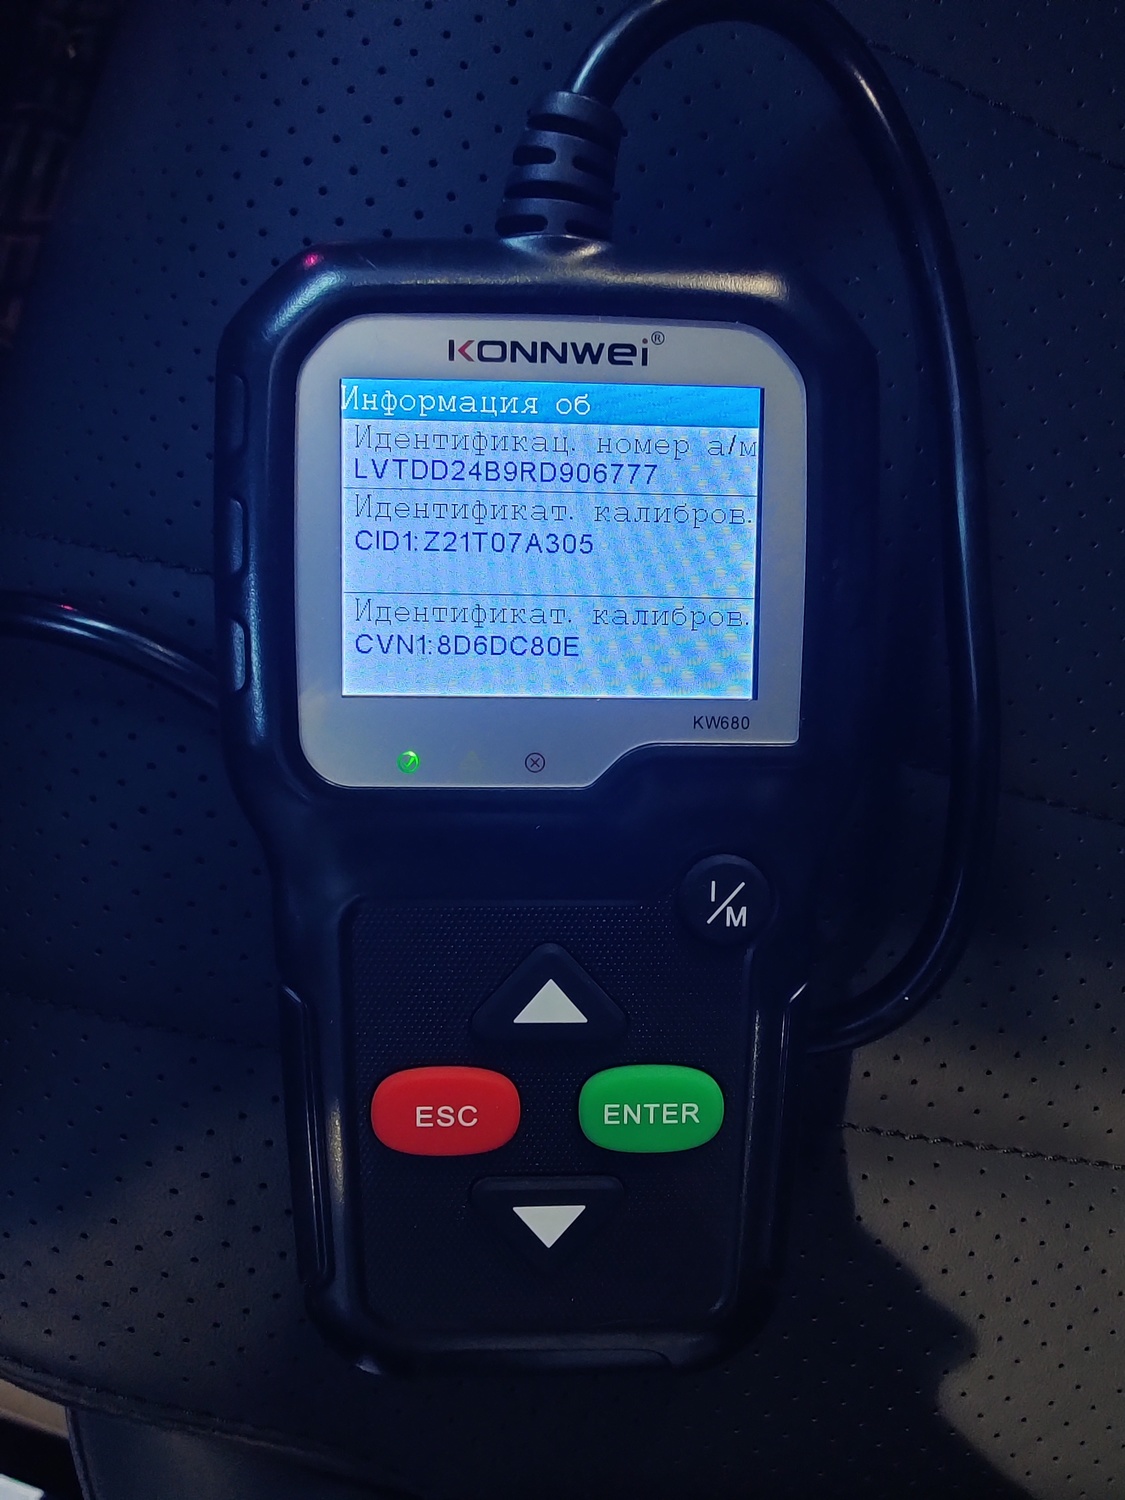 KONNWEI®
Информация об
Идентификац. номер а/м
LVTDD24B9RD906777
Идентификат. калибров.
CID1:Z21T07A305
Идентификат. калибров.
CVN1:8D6DC80E
KW680
I/M
ESC
ENTER